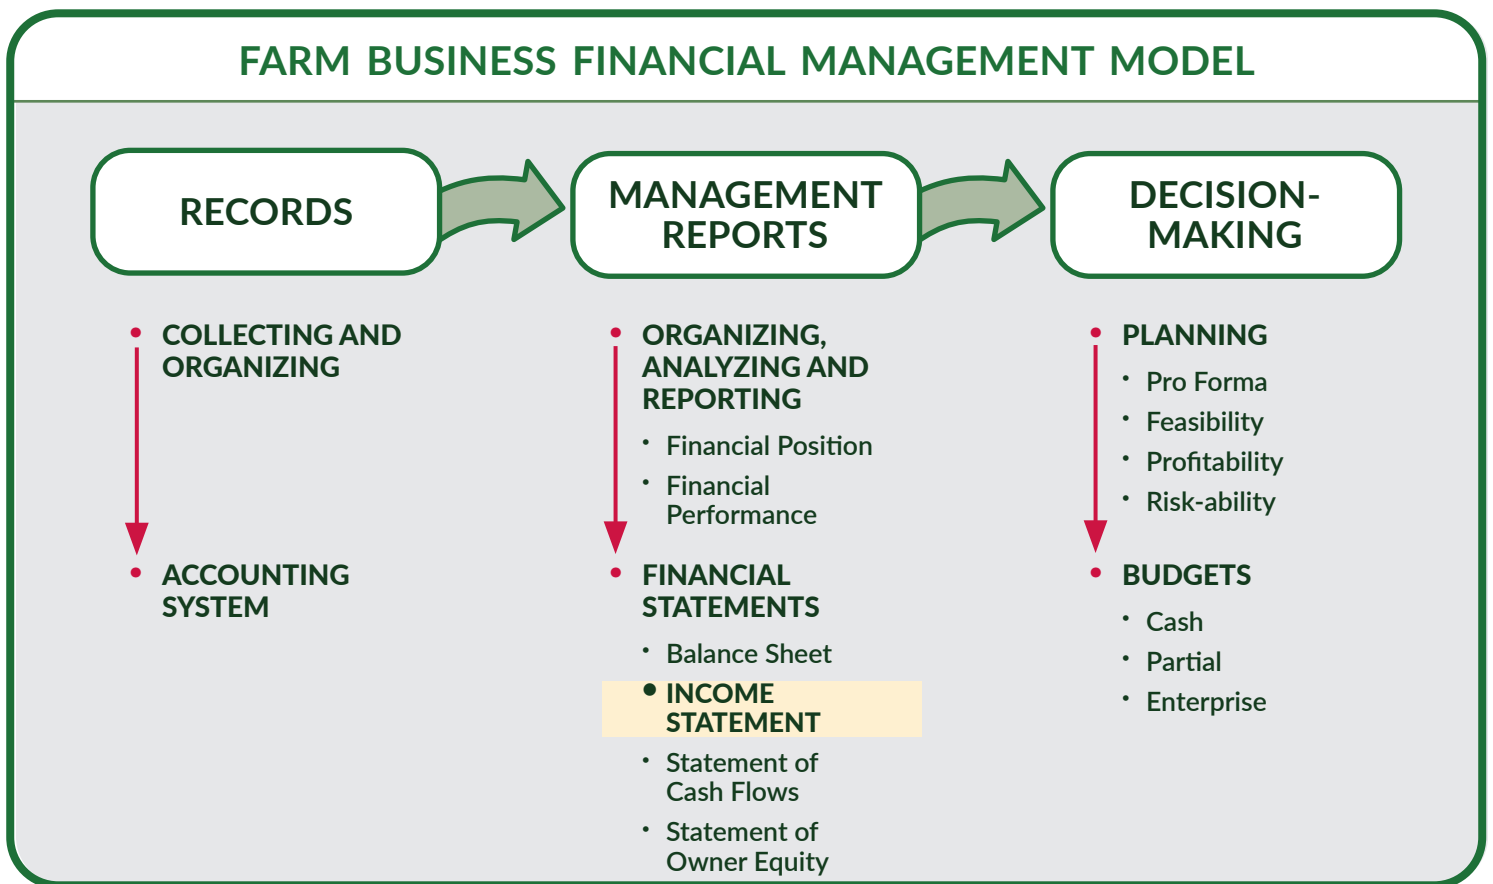 FARM BUSINESS FINANCIAL MANAGEMENT MODEL
RECORDS
MANAGEMENT
REPORTS
DECISION-
MAKING
• COLLECTING AND
ORGANIZING
• ACCOUNTING
SYSTEM
• ORGANIZING,
ANALYZING AND
REPORTING
• Financial Position
• Financial
Performance
• FINANCIAL
STATEMENTS
• Balance Sheet
• INCOME
STATEMENT
• Statement of
Cash Flows
• Statement of
Owner Equity
• PLANNING
• Pro Forma
• Feasibility
• Profitability
• Risk-ability
• BUDGETS
• Cash
• Partial
• Enterprise